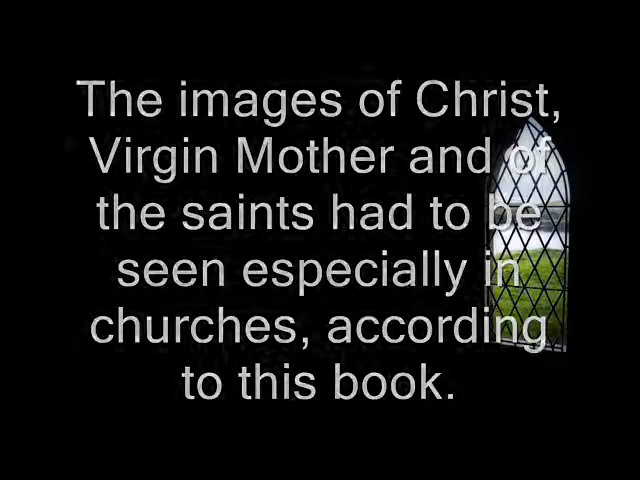 The images of Christ,
Virgin Mother and of
the saints had to be
seen especially in
churches, according
to this book.